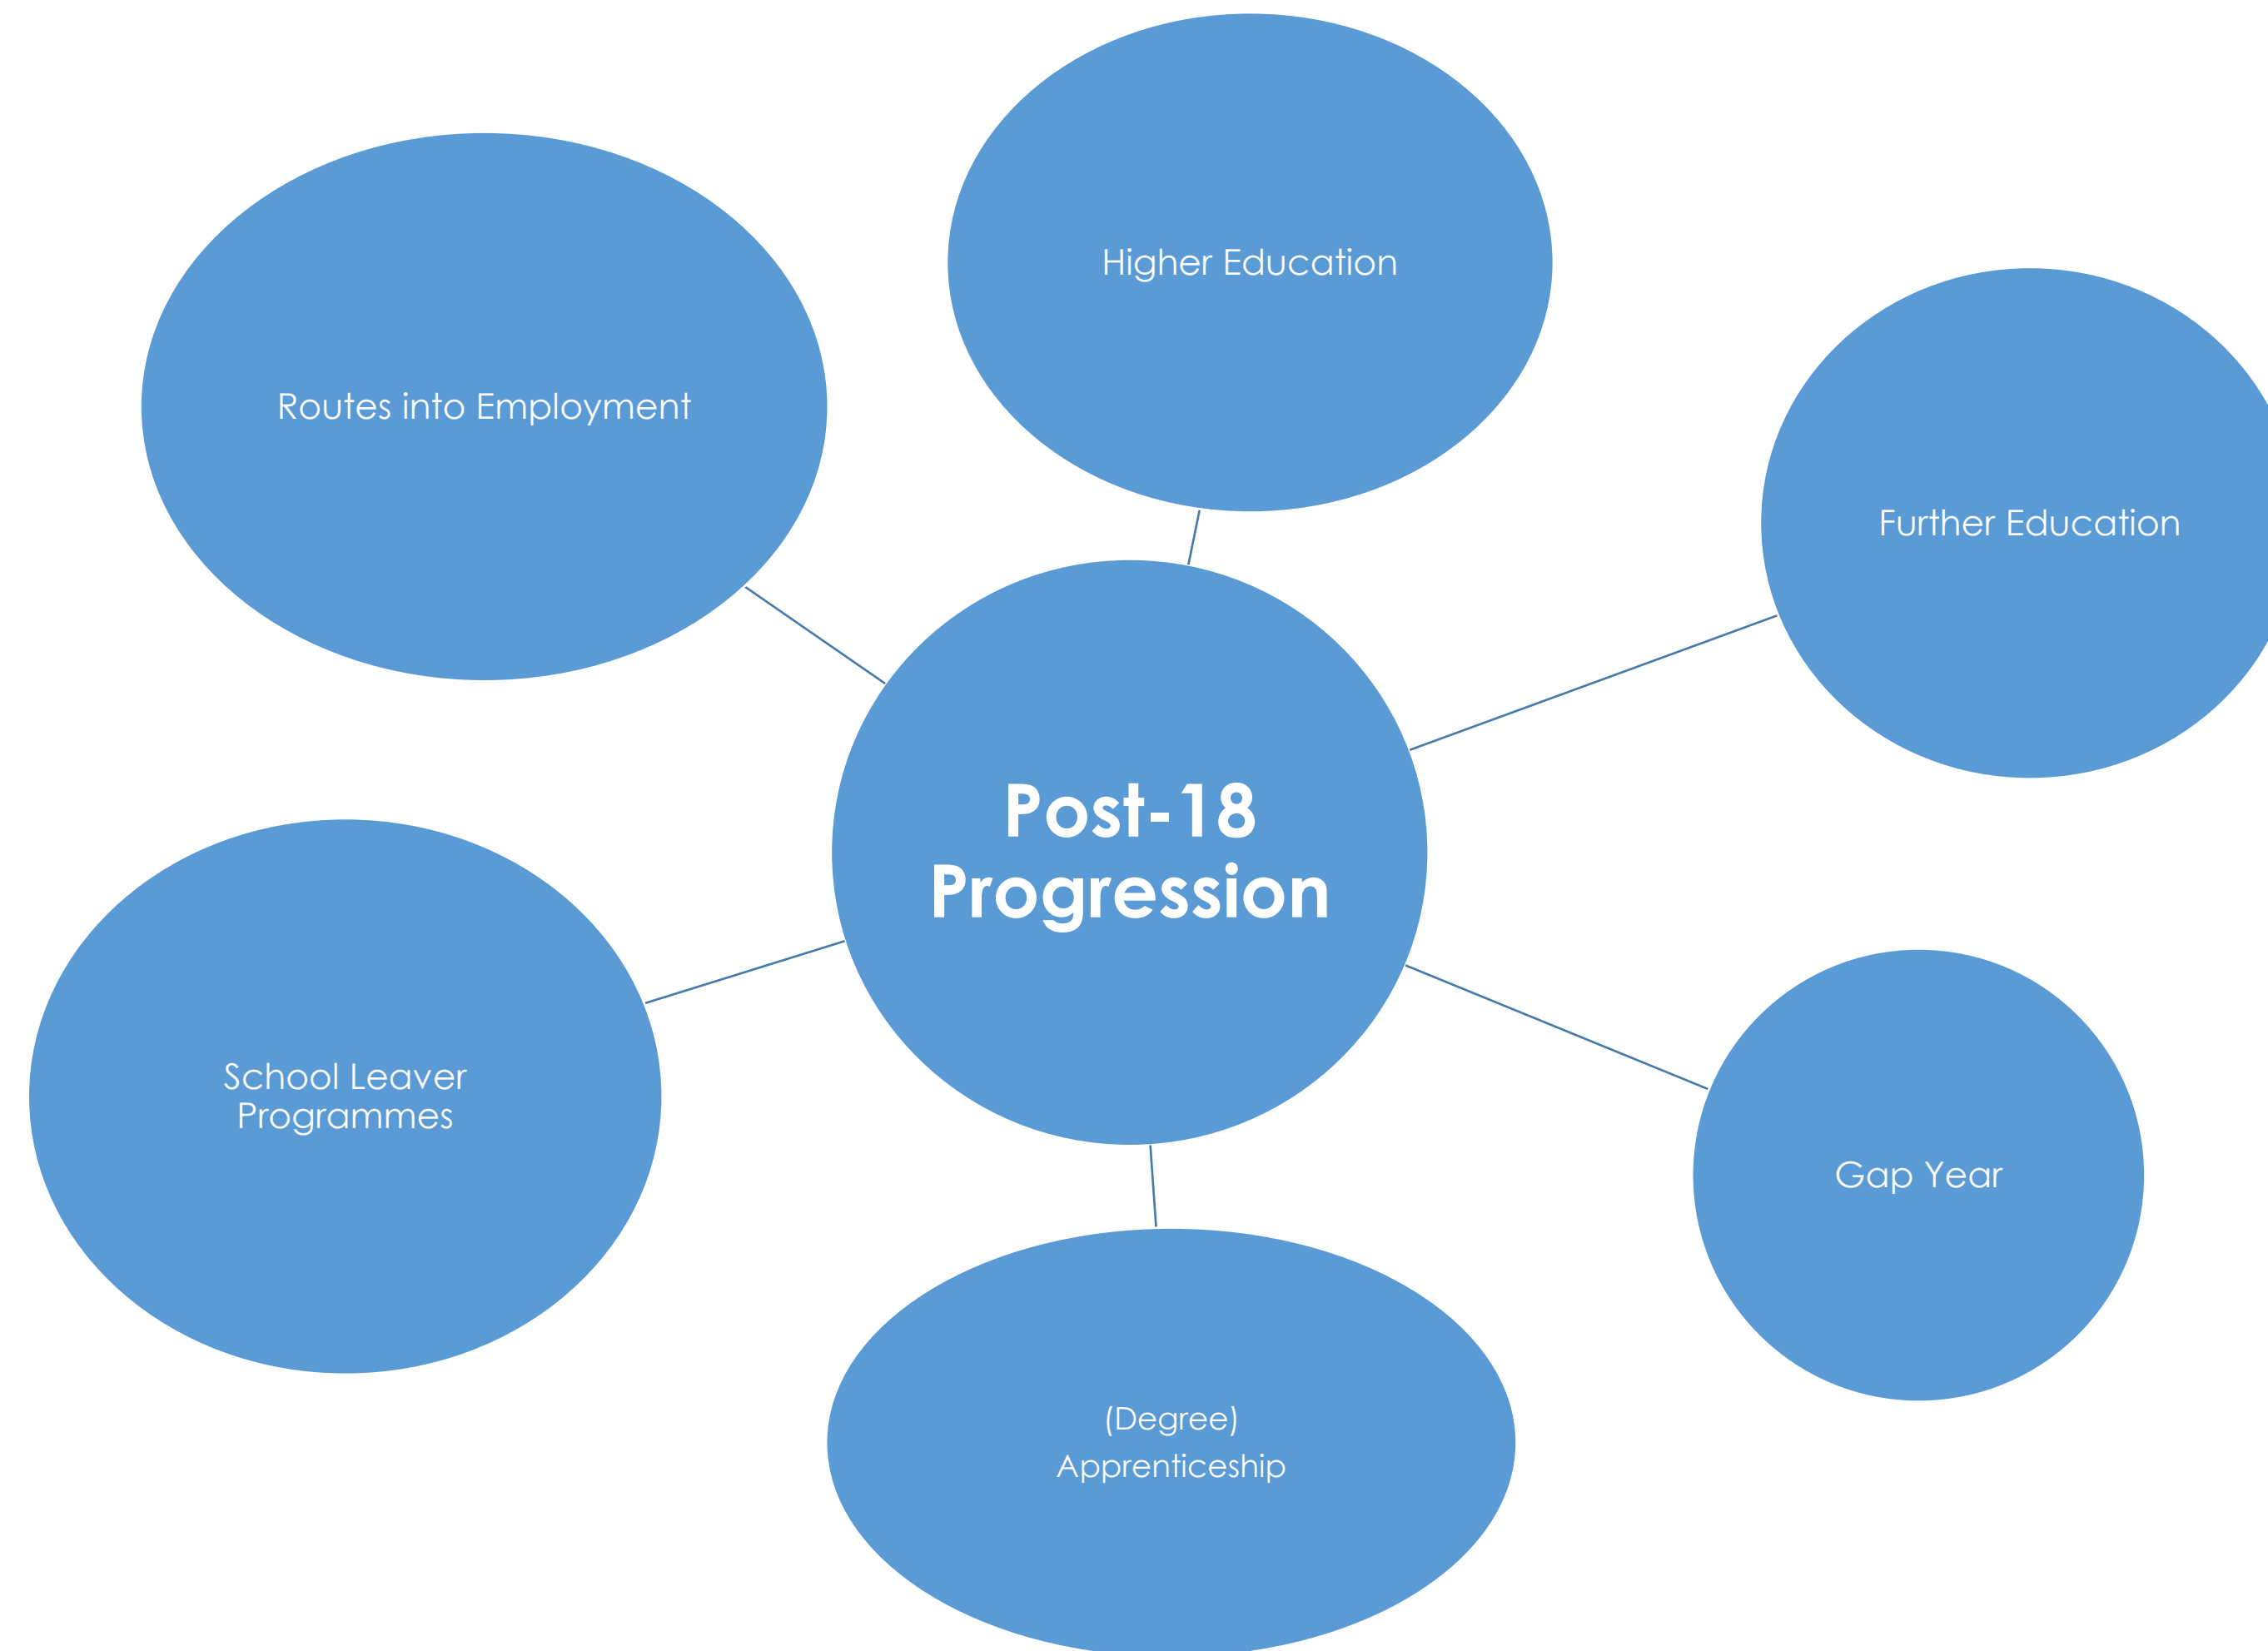 Higher Education
Routes into Employment
Further Education
Post-18
Progression
School Leaver
Programmes
Gap Year
(Degree)
Apprenticeship